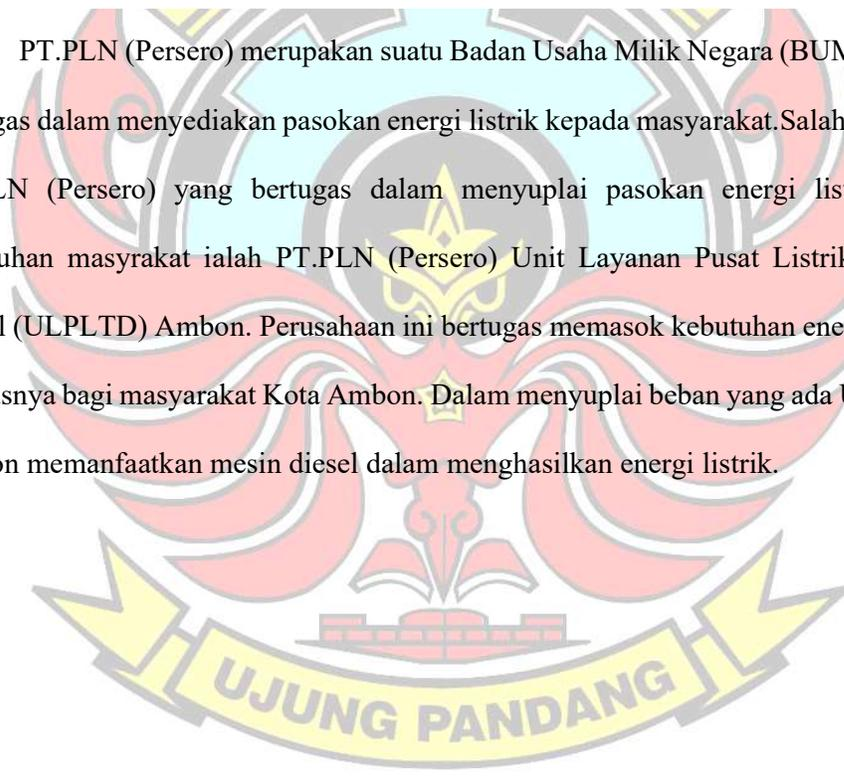 PT.PLN (Persero) merupakan suatu Badan Usaha Milik Negara (BUM
gas dalam menyediakan pasokan energi listrik kepada masyarakat.Salah
LN (Persero) yang bertugas dalam menyuplai pasokan energi lis
uhan masyrakat ialah PT.PLN (Persero) Unit Layanan Pusat Listrik
l (ULPLTD) Ambon. Perusahaan ini bertugas memasok kebutuhan ene
snya bagi masyarakat Kota Ambon. Dalam menyuplai beban yang ada
on memanfaatkan mesin diesel dalam menghasilkan energi listrik.
UJUNG PANDANG